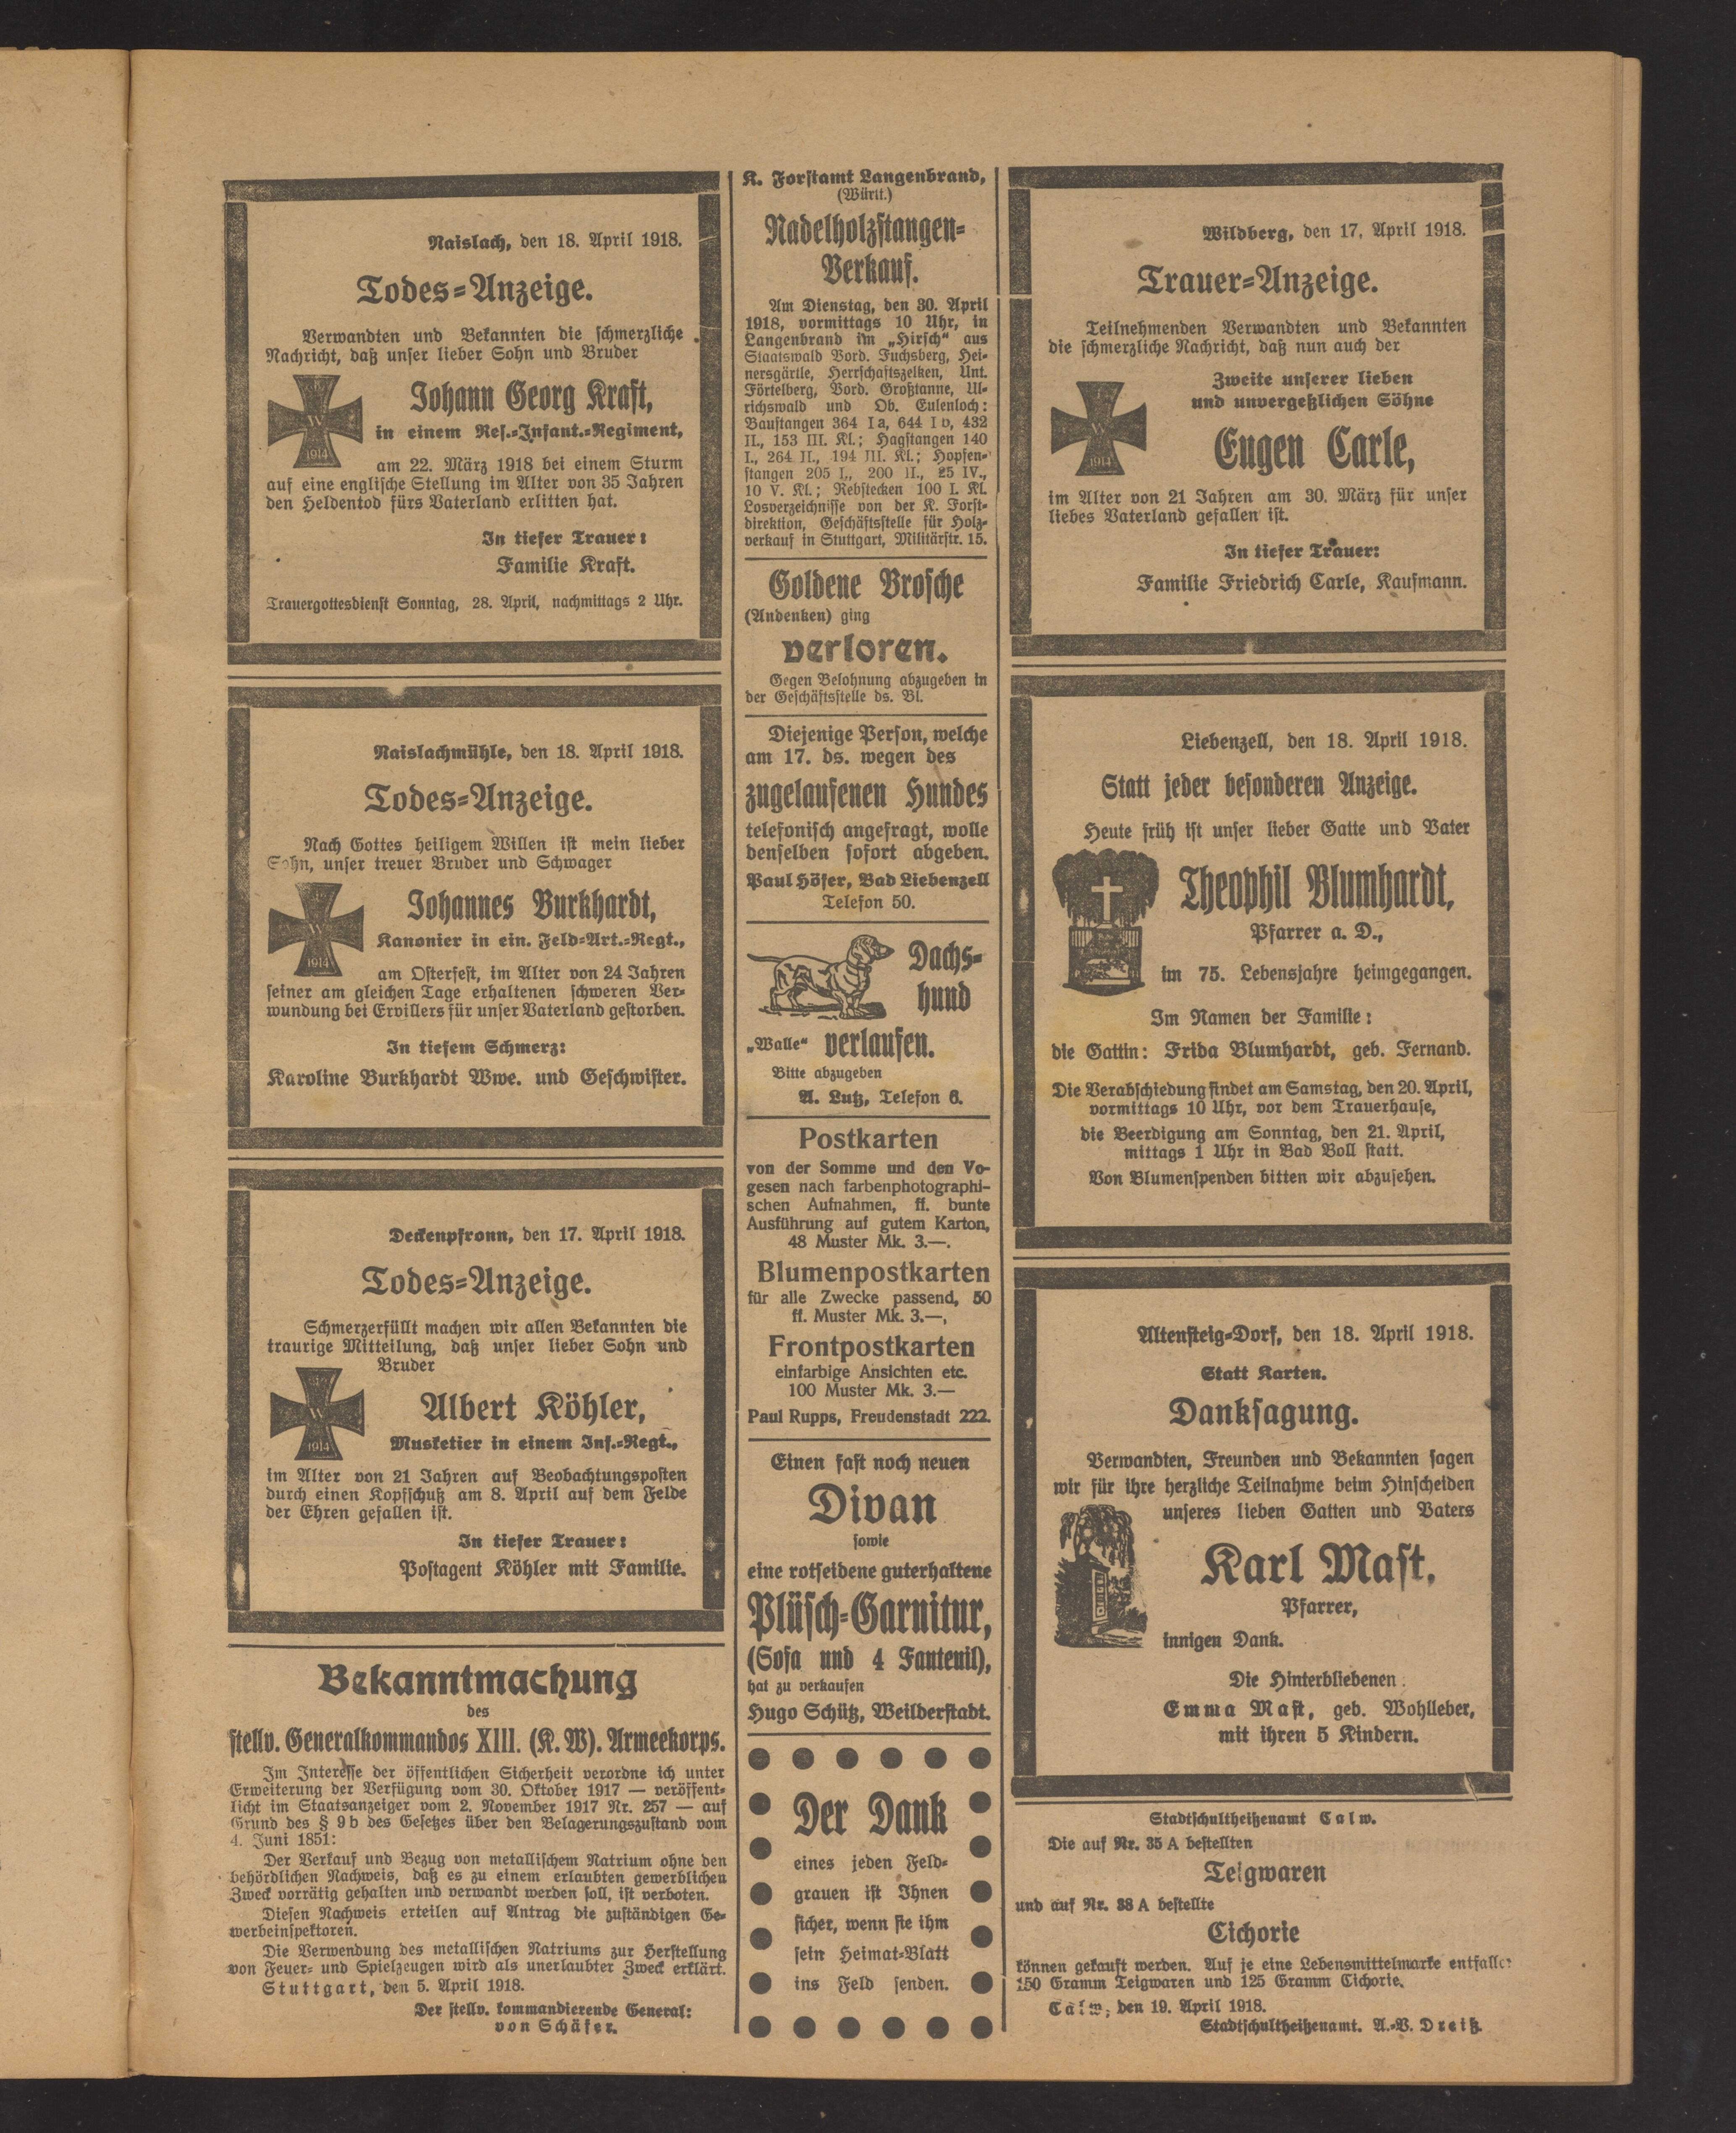 Naislach, den 18. April 1918.
Todes=Anzeige.
Verwandten und Bekannten die schmerzliche
Nachricht, daß unser lieber Sohn und Bruder
Johann Georg Kraft,
in einem Res.=Infant.=Regiment,
am 22. März 1918 bei einem Sturm
auf eine englische Stellung im Alter von 35 Jahren
den Heldentod fürs Vaterland erlitten hat.
In tiefer Trauer:
Familie Kraft.
Trauergottesdienst Sonntag, 28. April, nachmittags 2 Uhr.
W
1914
Naislachmühle, den 18. April 1918.
Todes=Anzeige.
Nach Gottes heiligem Willen ist mein lieber
Sohn, unser treuer Bruder und Schwager
Johannes Burkhardt,
Kanonier in ein. Feld=Art.=Regt.,
am Osterfest, im Alter von 24 Jahren
seiner am gleichen Tage erhaltenen schweren Ver=
wundung bei Ervillers für unser Vaterland gestorben.
In tiefem Schmerz:
Karoline Burkhardt Wwe. und Geschwister.
W
1914
Deckenpfronn, den 17. April 1918.
Todes=Anzeige.
Schmerzerfüllt machen wir allen Bekannten die
traurige Mitteilung, daß unser lieber Sohn und
Bruder
Albert Köhler,
Musketier in einem Inf.=Regt.,
im Alter von 21 Jahren auf Beobachtungsposten
durch einen Kopfschuß am 8. April auf dem Felde
der Ehren gefallen ist.
In tiefer Trauer:
Postagent Köhler mit Familie.
W
1914
Bekanntmachung
des
stellv. Generalkommandos XIII. (K. W). Armeekorps.
Im Interesse der öffentlichen Sicherheit verordne ich unter
Erweiterung der Verfügung vom 30. Oktober 1917 — veröffent=
licht im Staatsanzeiger vom 2. November 1917 Nr. 257 — auf
Grund des § 9 b des Gesetzes über den Belagerungszustand vom
4. Juni 1851:
Der Verkauf und Bezug von metallischem Natrium ohne den
behördlichen Nachweis, daß es zu einem erlaubten gewerblichen
Zweck vorrätig gehalten und verwandt werden soll, ist verboten.
Diesen Nachweis erteilen auf Antrag die zuständigen Ge=
werbeinspektoren.
Die Verwendung des metallischen Natriums zur Herstellung
von Feuer= und Spielzeugen wird als unerlaubter Zweck erklärt.
Stuttgart, den 5. April 1918.
Der stellv. kommandierende General:
von Schäfer.
K. Forstamt Langenbrand,
(Württ.)
Nadelholzstangen=
Verkauf.
Am Dienstag, den 30. April
1918, vormittags 10 Uhr, in
Langenbrand im „Hirsch“ aus
Staatswald Vord. Fuchsberg, Hei=
nersgärtle, Herrschaftszelken, Unt.
Förtelberg, Vord. Großtanne, Ul=
richswald und Ob. Eulenloch:
Baustangen 364 Ia, 644 Ib, 432
II., 153 III. Kl.; Hagstangen 140
I., 264 II., 194 III. Kl.; Hopfen=
stangen 205 I., 200 II., 25 IV.,
10 V. Kl.; Rebstecken 100 I. Kl.
Losverzeichnisse von der K. Forst=
direktion, Geschäftsstelle für Holz=
verkauf in Stuttgart, Militärstr. 15.
Goldene Brosche
(Andenken) ging
verloren.
Gegen Belohnung abzugeben in
der Geschäftsstelle ds. Bl.
Diejenige Person, welche
am 17. ds. wegen des
zugelaufenen Hundes
telefonisch angefragt, wolle
denselben sofort abgeben.
Paul Höfer, Bad Liebenzell
Telefon 50.
Dachs=
hund
„Walle“ verlaufen.
Bitte abzugeben
A. Lutz, Telefon 6.
Postkarten
von der Somme und den Vo-
gesen nach farbenphotographi-
schen Aufnahmen, ff. bunte
Ausführung auf gutem Karton,
48 Muster Mk. 3.—.
Blumenpostkarten
für alle Zwecke passend, 50
ff. Muster Mk. 3.—,
Frontpostkarten
einfarbige Ansichten etc.
100 Muster Mk. 3.—
Paul Rupps, Freudenstadt 222.
Einen fast noch neuen
Divan
sowie
eine rotseidene guterhaltene
Plüsch=Garnitur,
(Sofa und 4 Fauteuil),
hat zu verkaufen
Hugo Schütz, Weilderstadt.
Der Dank
eines jeden Feld=
grauen ist Ihnen
sicher, wenn sie ihm
sein Heimat=Blatt
ins Feld senden.
Wildberg, den 17. April 1918.
Trauer=Anzeige.
Teilnehmenden Verwandten und Bekannten
die schmerzliche Nachricht, daß nun auch der
Zweite unserer lieben
und unvergeßlichen Söhne
Eugen Carle,
im Alter von 21 Jahren am 30. März für unser
liebes Vaterland gefallen ist.
In tiefer Trauer:
Familie Friedrich Carle, Kaufmann.
W
1914
Liebenzell, den 18. April 1918.
Statt jeder besonderen Anzeige.
Heute früh ist unser lieber Gatte und Vater
Theophil Blumhardt,
Pfarrer a. D.,
im 75. Lebensjahre heimgegangen.
Im Namen der Familie:
die Gattin: Frida Blumhardt, geb. Fernand.
Die Verabschiedung findet am Samstag, den 20. April,
vormittags 10 Uhr, vor dem Trauerhause,
die Beerdigung am Sonntag, den 21. April,
mittags 1 Uhr in Bad Boll statt.
Von Blumenspenden bitten wir abzusehen.
Altensteig=Dorf, den 18. April 1918.
Statt Karten.
Danksagung.
Verwandten, Freunden und Bekannten sagen
wir für ihre herzliche Teilnahme beim Hinscheiden
unseres lieben Gatten und Vaters
Karl Mast,
Pfarrer,
innigen Dank.
Die Hinterbliebenen:
Emma Mast, geb. Wohlleber,
mit ihren 5 Kindern.
Stadtschultheißenamt Calw.
Die auf Nr. 35 A bestellten
Teigwaren
und auf Nr. 38 A bestellte
Cichorie
können gekauft werden. Auf je eine Lebensmittelmarke entfallen
150 Gramm Teigwaren und 125 Gramm Cichorie.
Calw, den 19. April 1918.
Stadtschultheißenamt. A.=V. Dreiß.